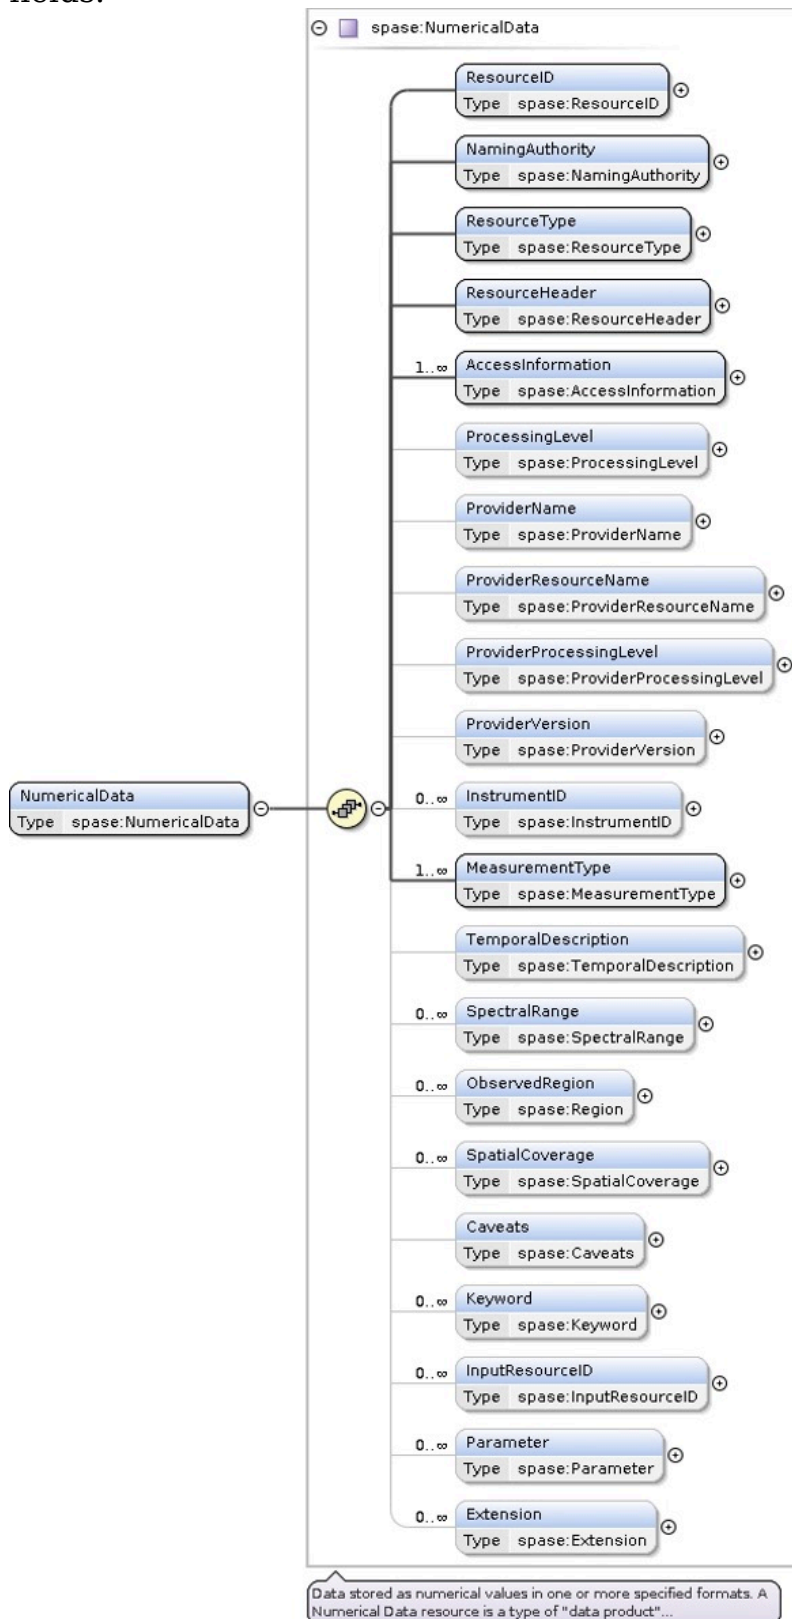 fields.
spase:NumericalData
ResourceID
Type spase:ResourceID
NamingAuthority
Type spase:NamingAuthority
ResourceType
Type spase:ResourceType
ResourceHeader
Type spase:ResourceHeader
1..∞ AccessInformation
Type spase:AccessInformation
ProcessingLevel
Type spase:ProcessingLevel
ProviderName
Type spase:ProviderName
ProviderResourceName
Type spase:ProviderResourceName
ProviderProcessingLevel
Type spase:ProviderProcessingLevel
ProviderVersion
Type spase:ProviderVersion
NumericalData
Type spase:NumericalData
0..∞ InstrumentID
Type spase:InstrumentID
1..∞ MeasurementType
Type spase:MeasurementType
TemporalDescription
Type spase:TemporalDescription
0..∞ SpectralRange
Type spase:SpectralRange
0..∞ ObservedRegion
Type spase:Region
0..∞ SpatialCoverage
Type spase:SpatialCoverage
Caveats
Type spase:Caveats
0..∞ Keyword
Type spase:Keyword
0..∞ InputResourceID
Type spase:InputResourceID
0..∞ Parameter
Type spase:Parameter
0..∞ Extension
Type spase:Extension
Data stored as numerical values in one or more specified formats. A
Numerical Data resource is a type of "data product"...